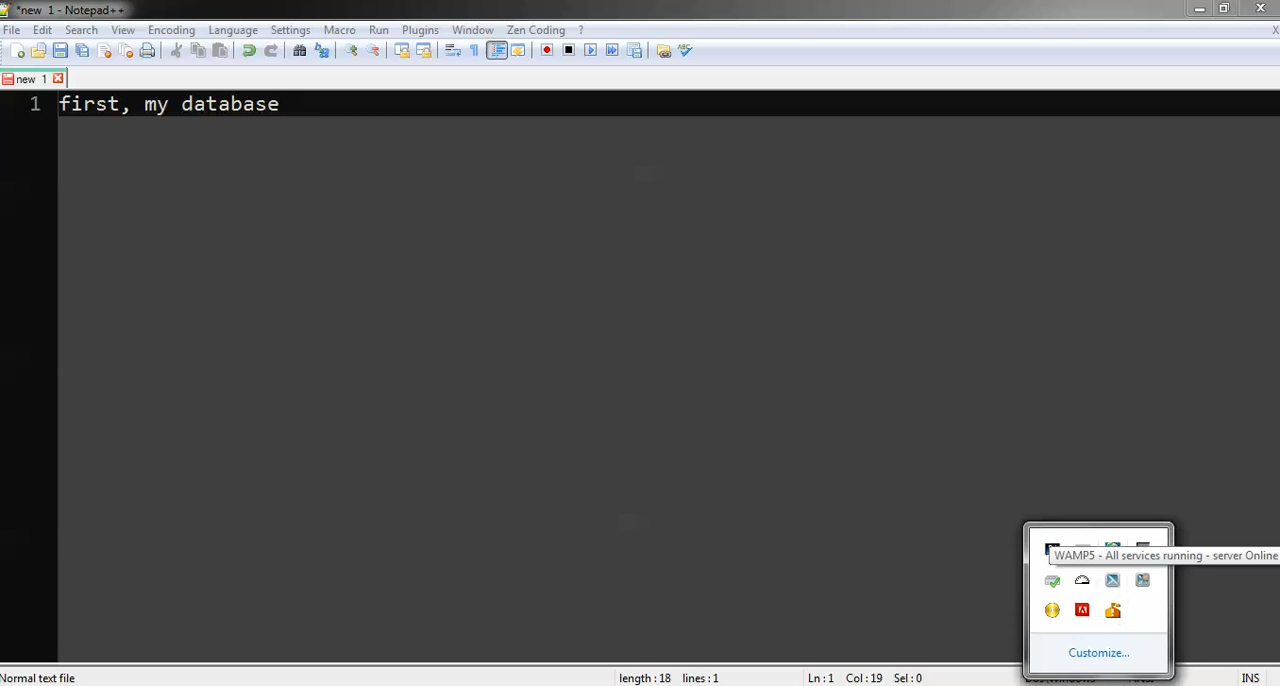 *new 1 - Notepad++
File Edit Search View Encoding Language Settings Macro Run Plugins Window Zen Coding ? X
new 1
1 first, my database
WAMP5 - All services running - server Online
Customize...
Normal text file length:18 lines:1 Ln:1 Col:19 Sel:0 INS